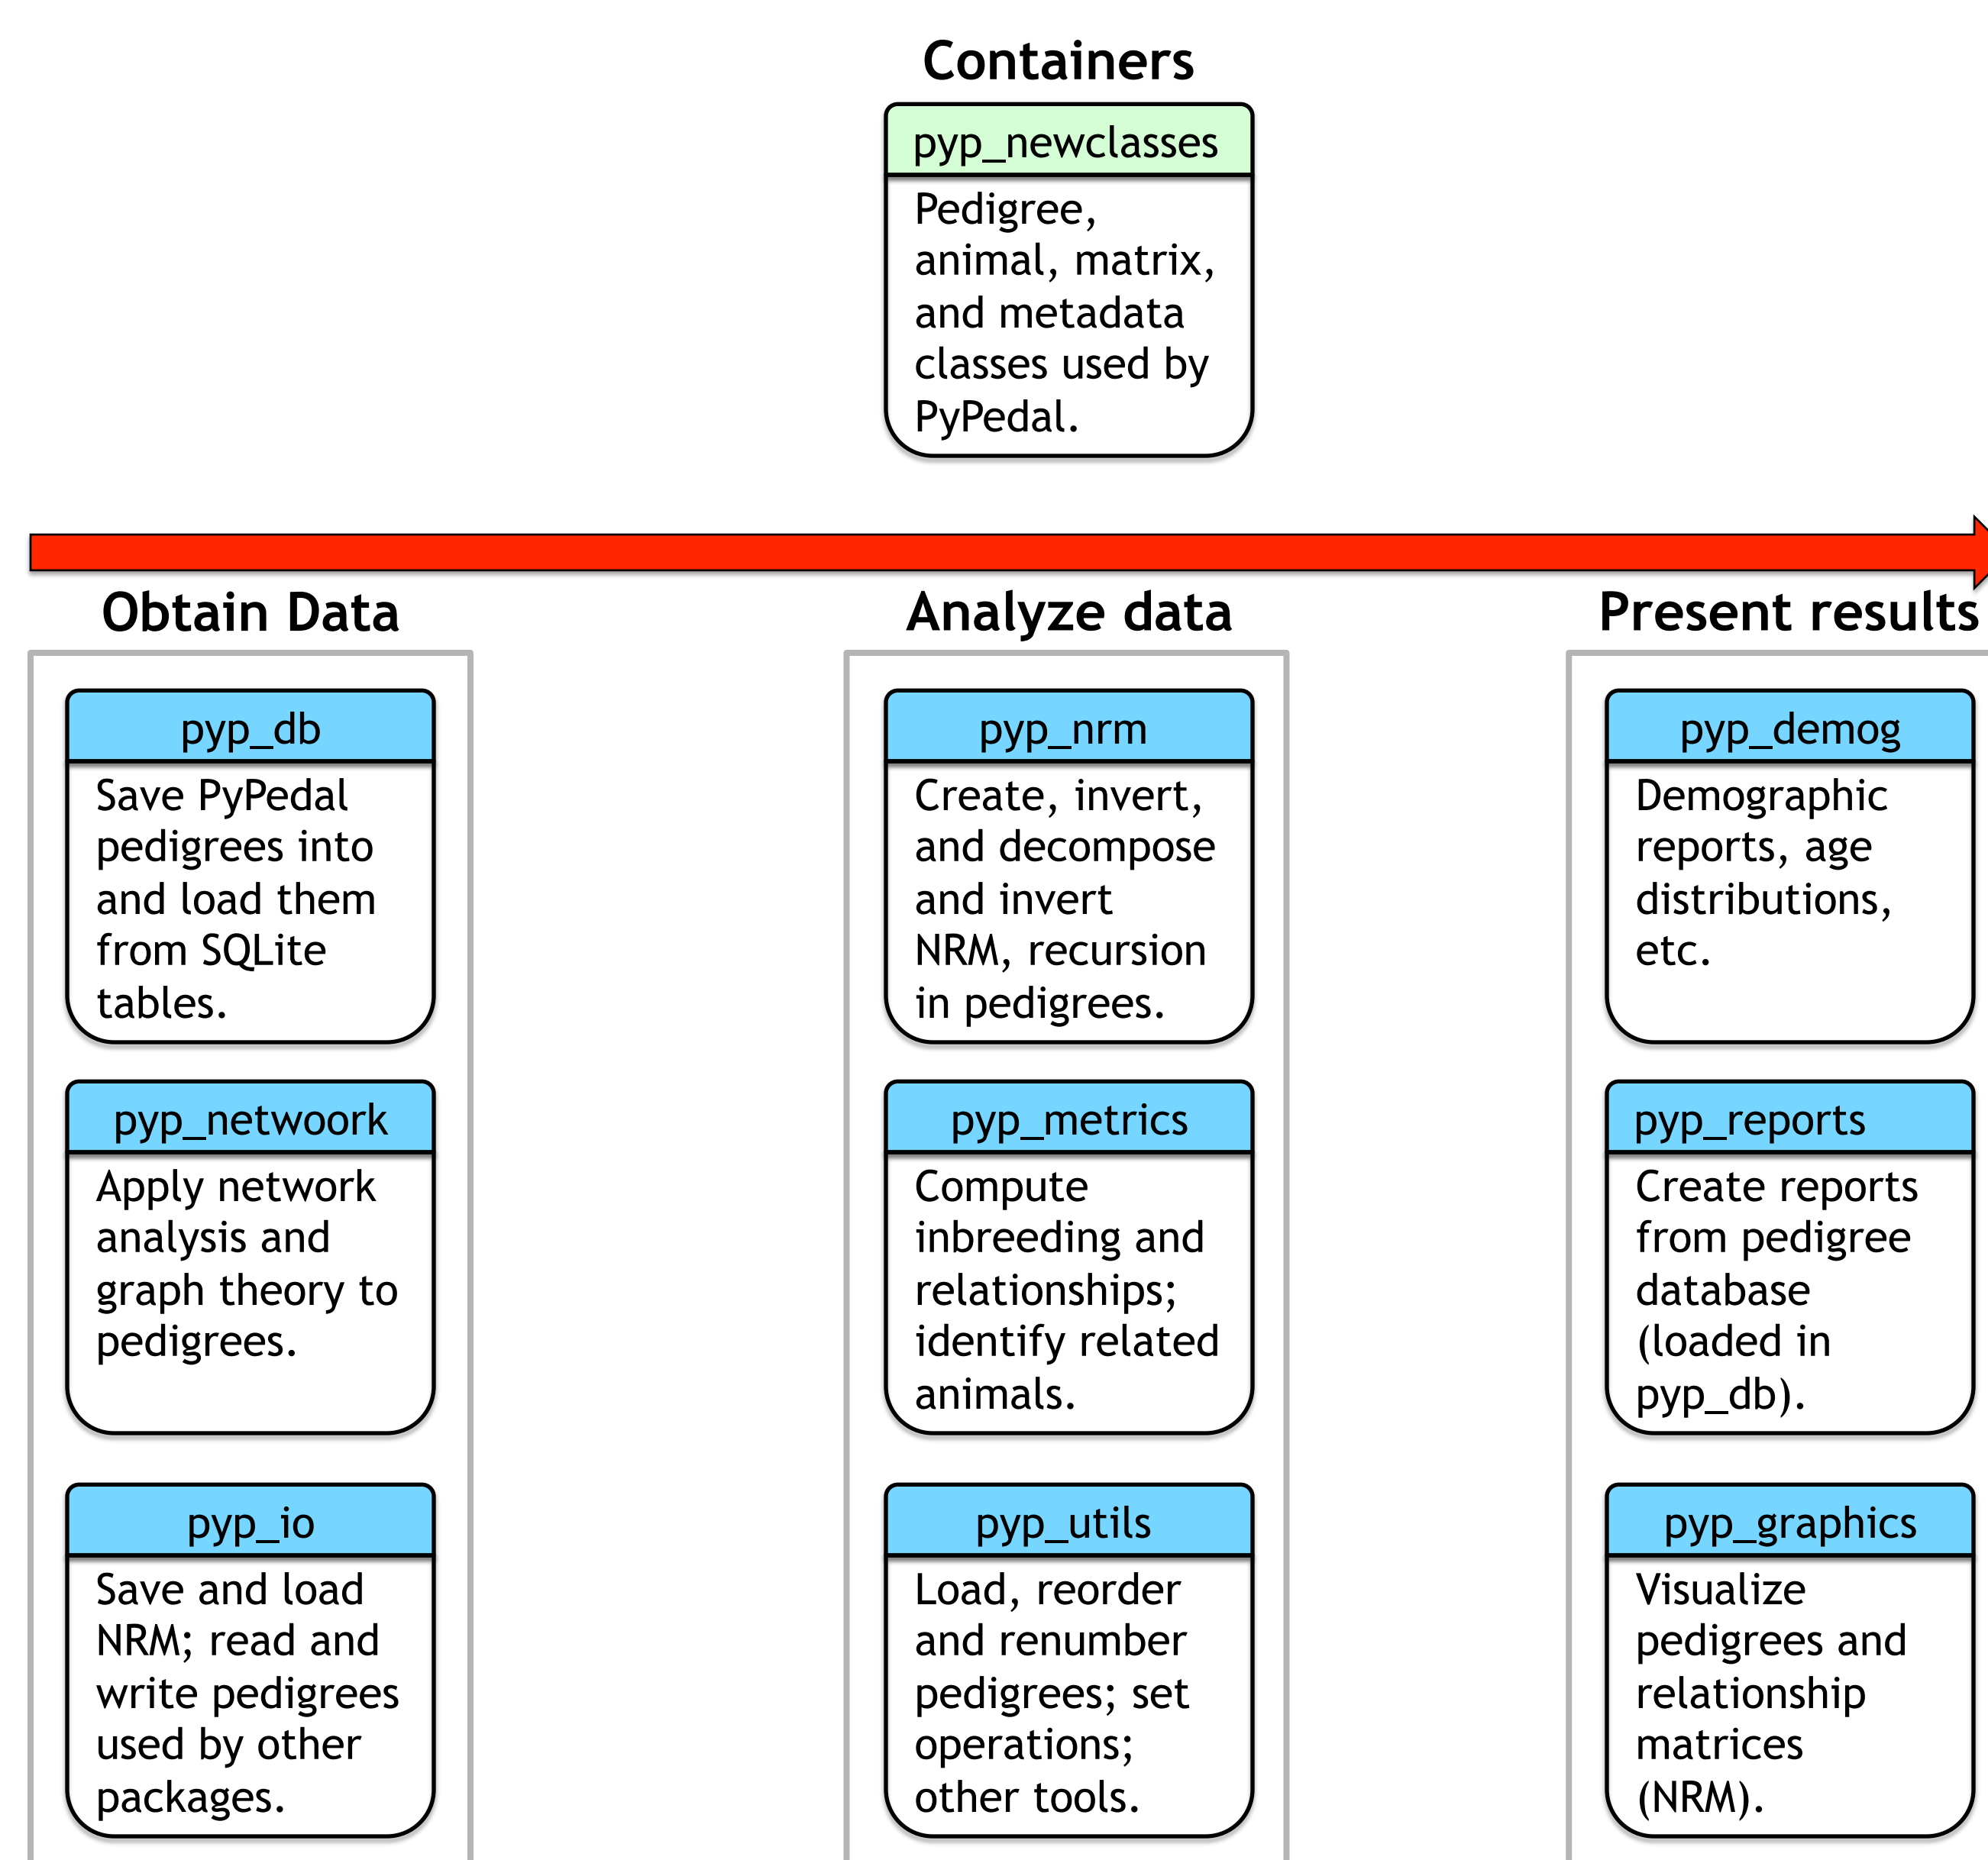 Containers
pyp_newclasses
Pedigree,
animal, matrix,
and metadata
classes used by
PyPedal.
Obtain Data
pyp_db
Save PyPedal
pedigrees into
and load them
from SQLite
tables.
pyp_netwoork
Apply network
analysis and
graph theory to
pedigrees.
pyp_io
Save and load
NRM; read and
write pedigrees
used by other
packages.
Analyze data
pyp_nrm
Create, invert,
and decompose
and invert
NRM, recursion
in pedigrees.
pyp_metrics
Compute
inbreeding and
relationships;
identify related
animals.
pyp_utils
Load, reorder
and renumber
pedigrees; set
operations;
other tools.
Present results
pyp_demog
Demographic
reports, age
distributions,
etc.
pyp_reports
Create reports
from pedigree
database
(loaded in
pyp_db).
pyp_graphics
Visualize
pedigrees and
relationship
matrices
(NRM).